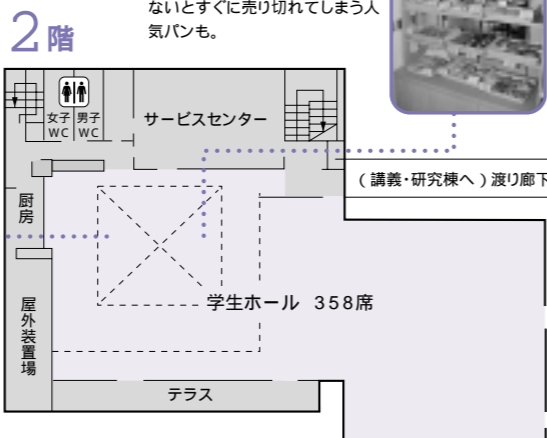 ないとすぐに売り切れてしまう人
気パンも。
2階
女子
WC
男子
WC
サービスセンター
(講義・研究棟へ)渡り廊下
厨房
学生ホール 358席
屋外装置場
テラス